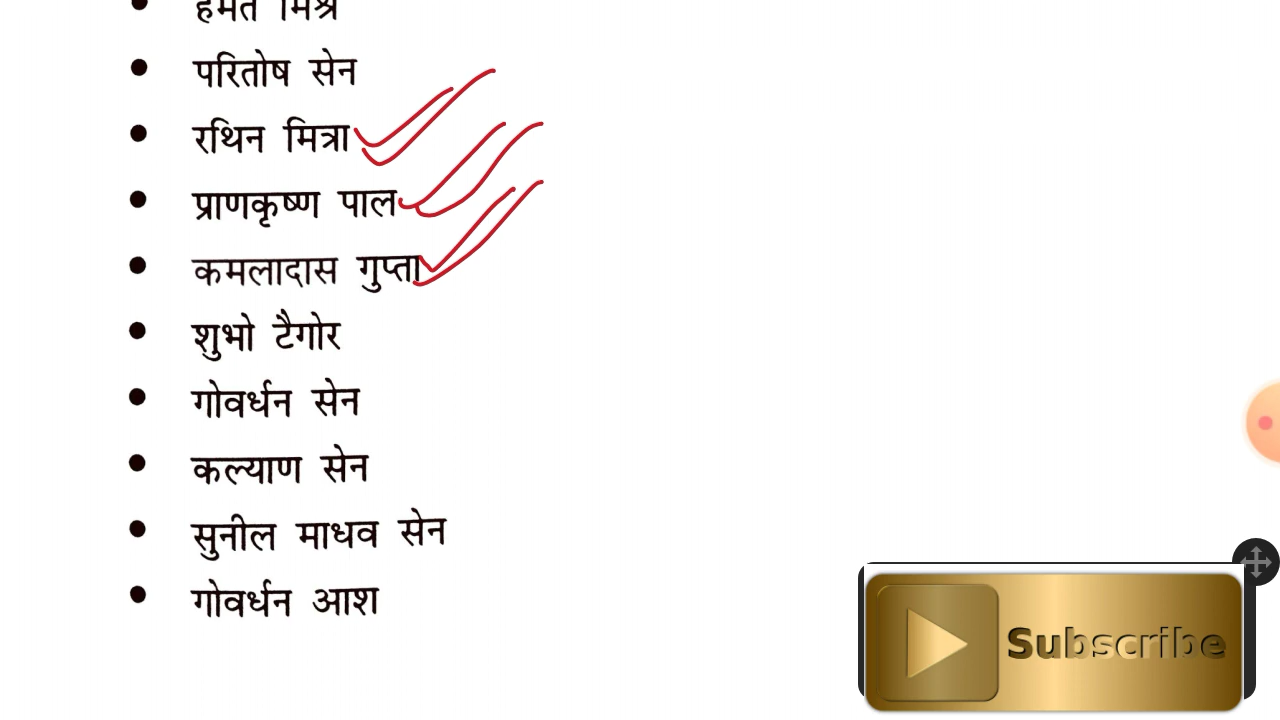 हेमंत मिश्र
परितोष सेन
रथिन मित्रा
प्राणकृष्ण पाल
कमलादास गुप्ता
शुभो टैगोर
गोवर्धन सेन
कल्याण सेन
सुनील माधव सेन
गोवर्धन आश
Subscribe